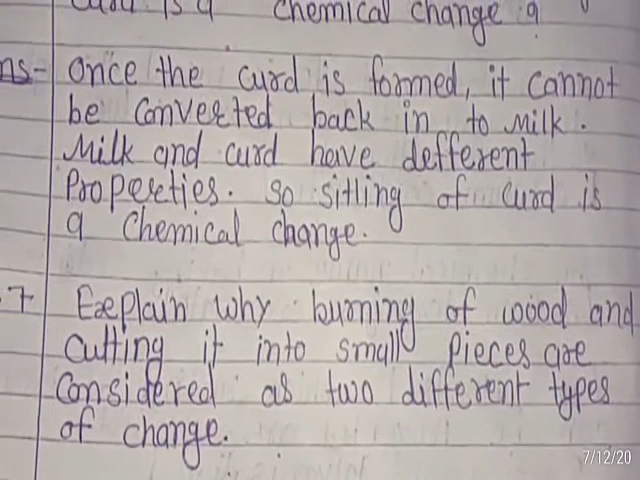 curd is a chemical change q
ns- Once the curd is formed, it cannot
be converted back in to milk.
Milk and curd have defferent
Properties. so sitling of curd is
a chemical change.
.7 Explain why burning of wood and
cutting it into small pieces are
Considered as two different types
of change.
7/12/20